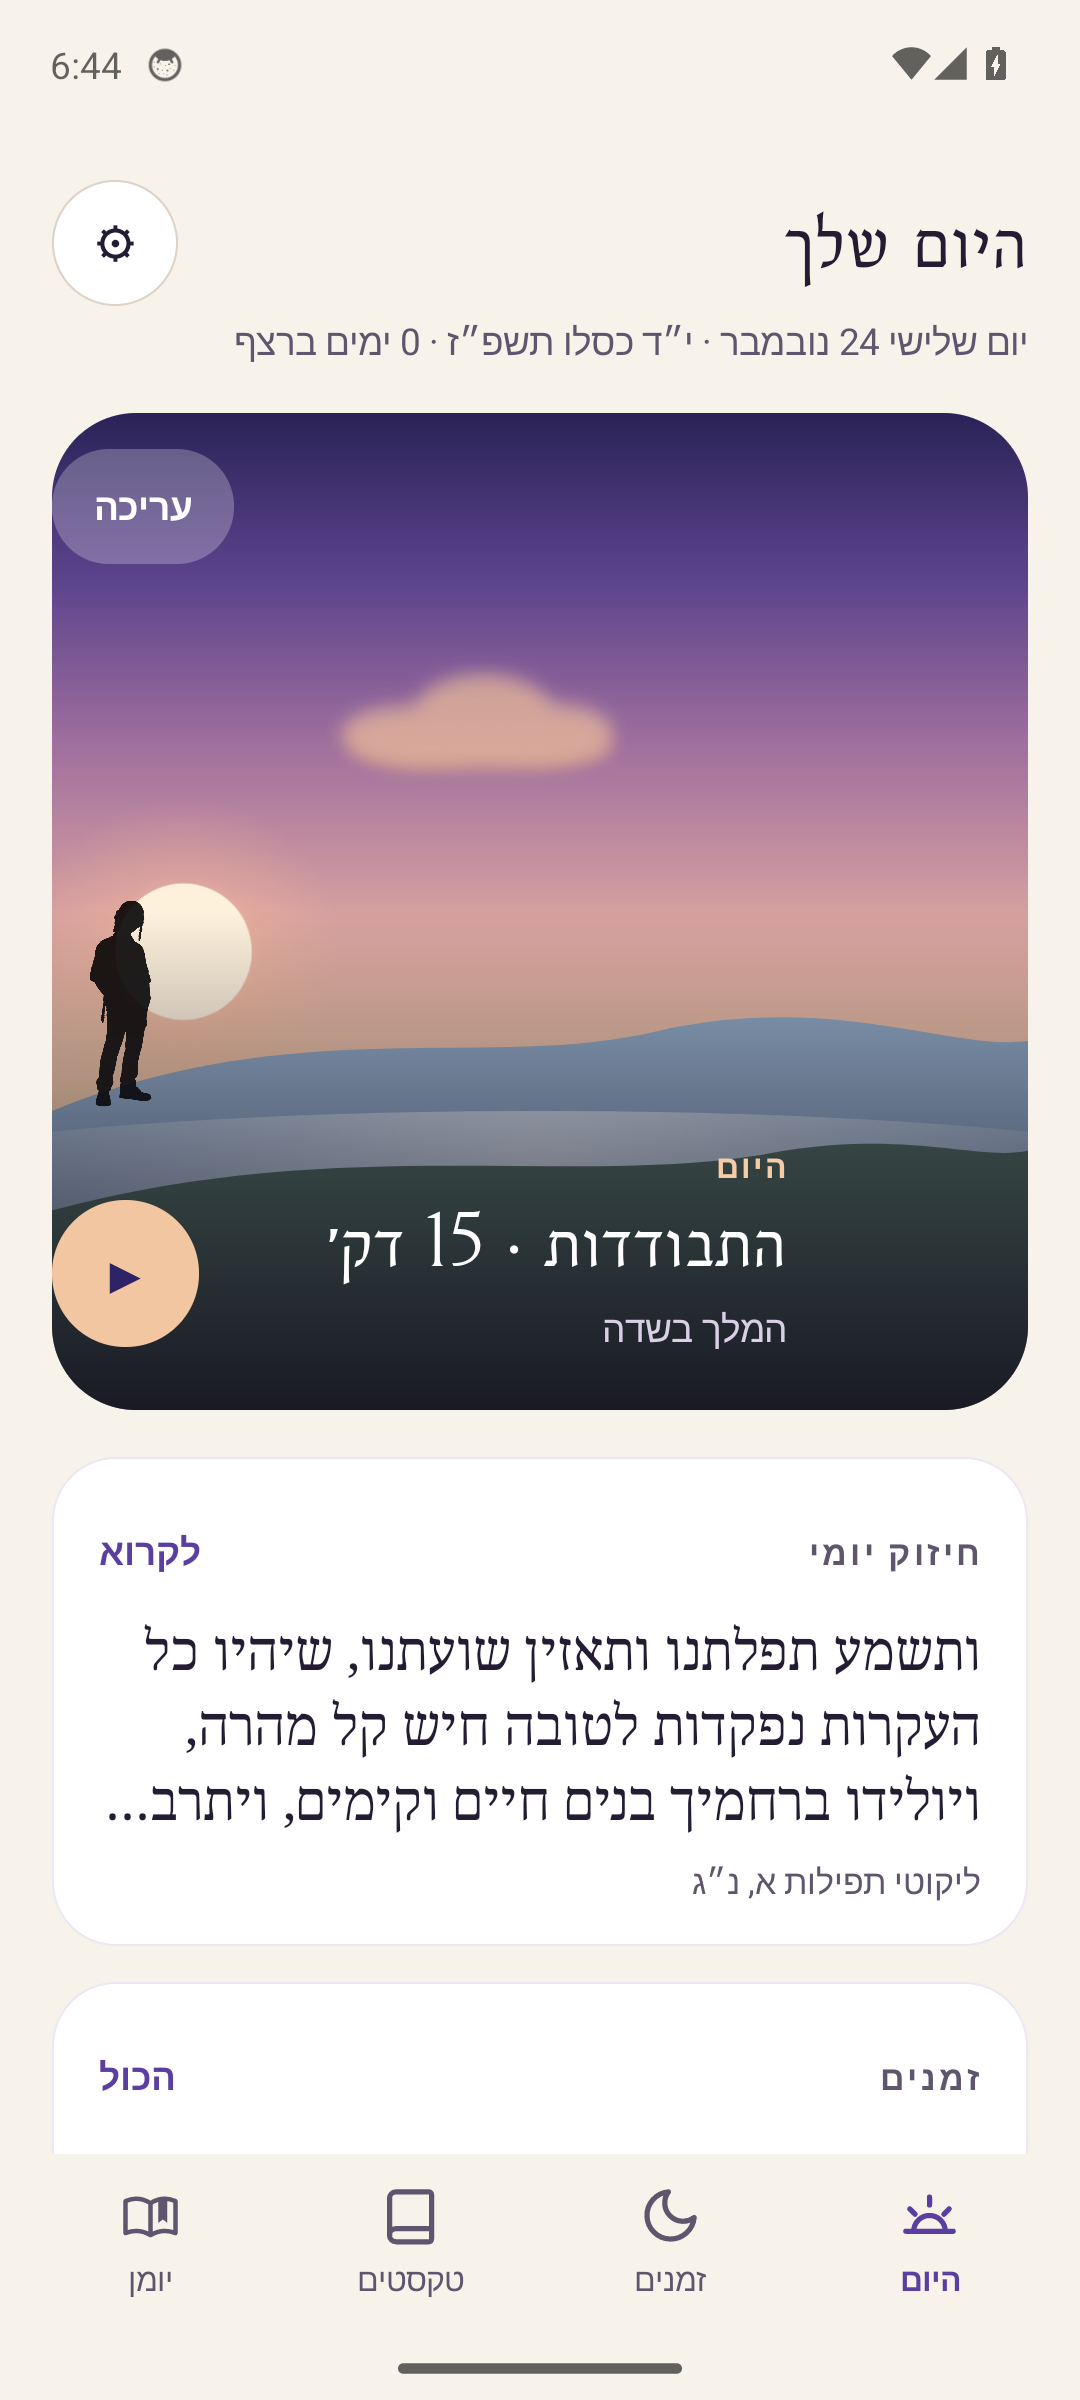 6:44
היום שלך
יום שלישי 24 נובמבר · י״ד כסלו תשפ״ז · 0 ימים ברצף
עריכה
היום
התבודדות · 15 דק׳
המלך בשדה
חיזוק יומי
לקרוא
ותשמע תפלתנו ותאזין שועתנו, שיהיו כל
העקרות נפקדות לטובה חיש קל מהרה,
ויולידו ברחמיך בנים חיים וקימים, ויתרב...
ליקוטי תפילות א, נ״ג
זמנים
הכול
היום
זמנים
טקסטים
יומן